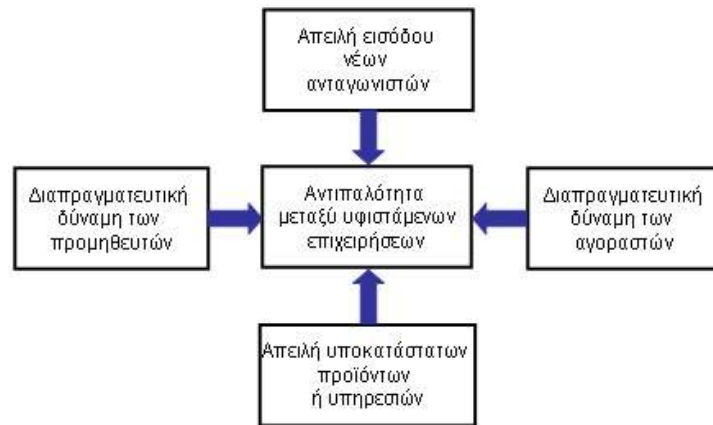 Απειλή εισόδου
νέων
ανταγωνιστών
Διαπραγματευτική
δύναμη των
προμηθευτών
Αντιπαλότητα
μεταξύ υφιστάμενων
επιχειρήσεων
Διαπραγματευτική
δύναμη των
αγοραστών
Απειλή υποκατάστατων
προϊόντων
ή υπηρεσιών